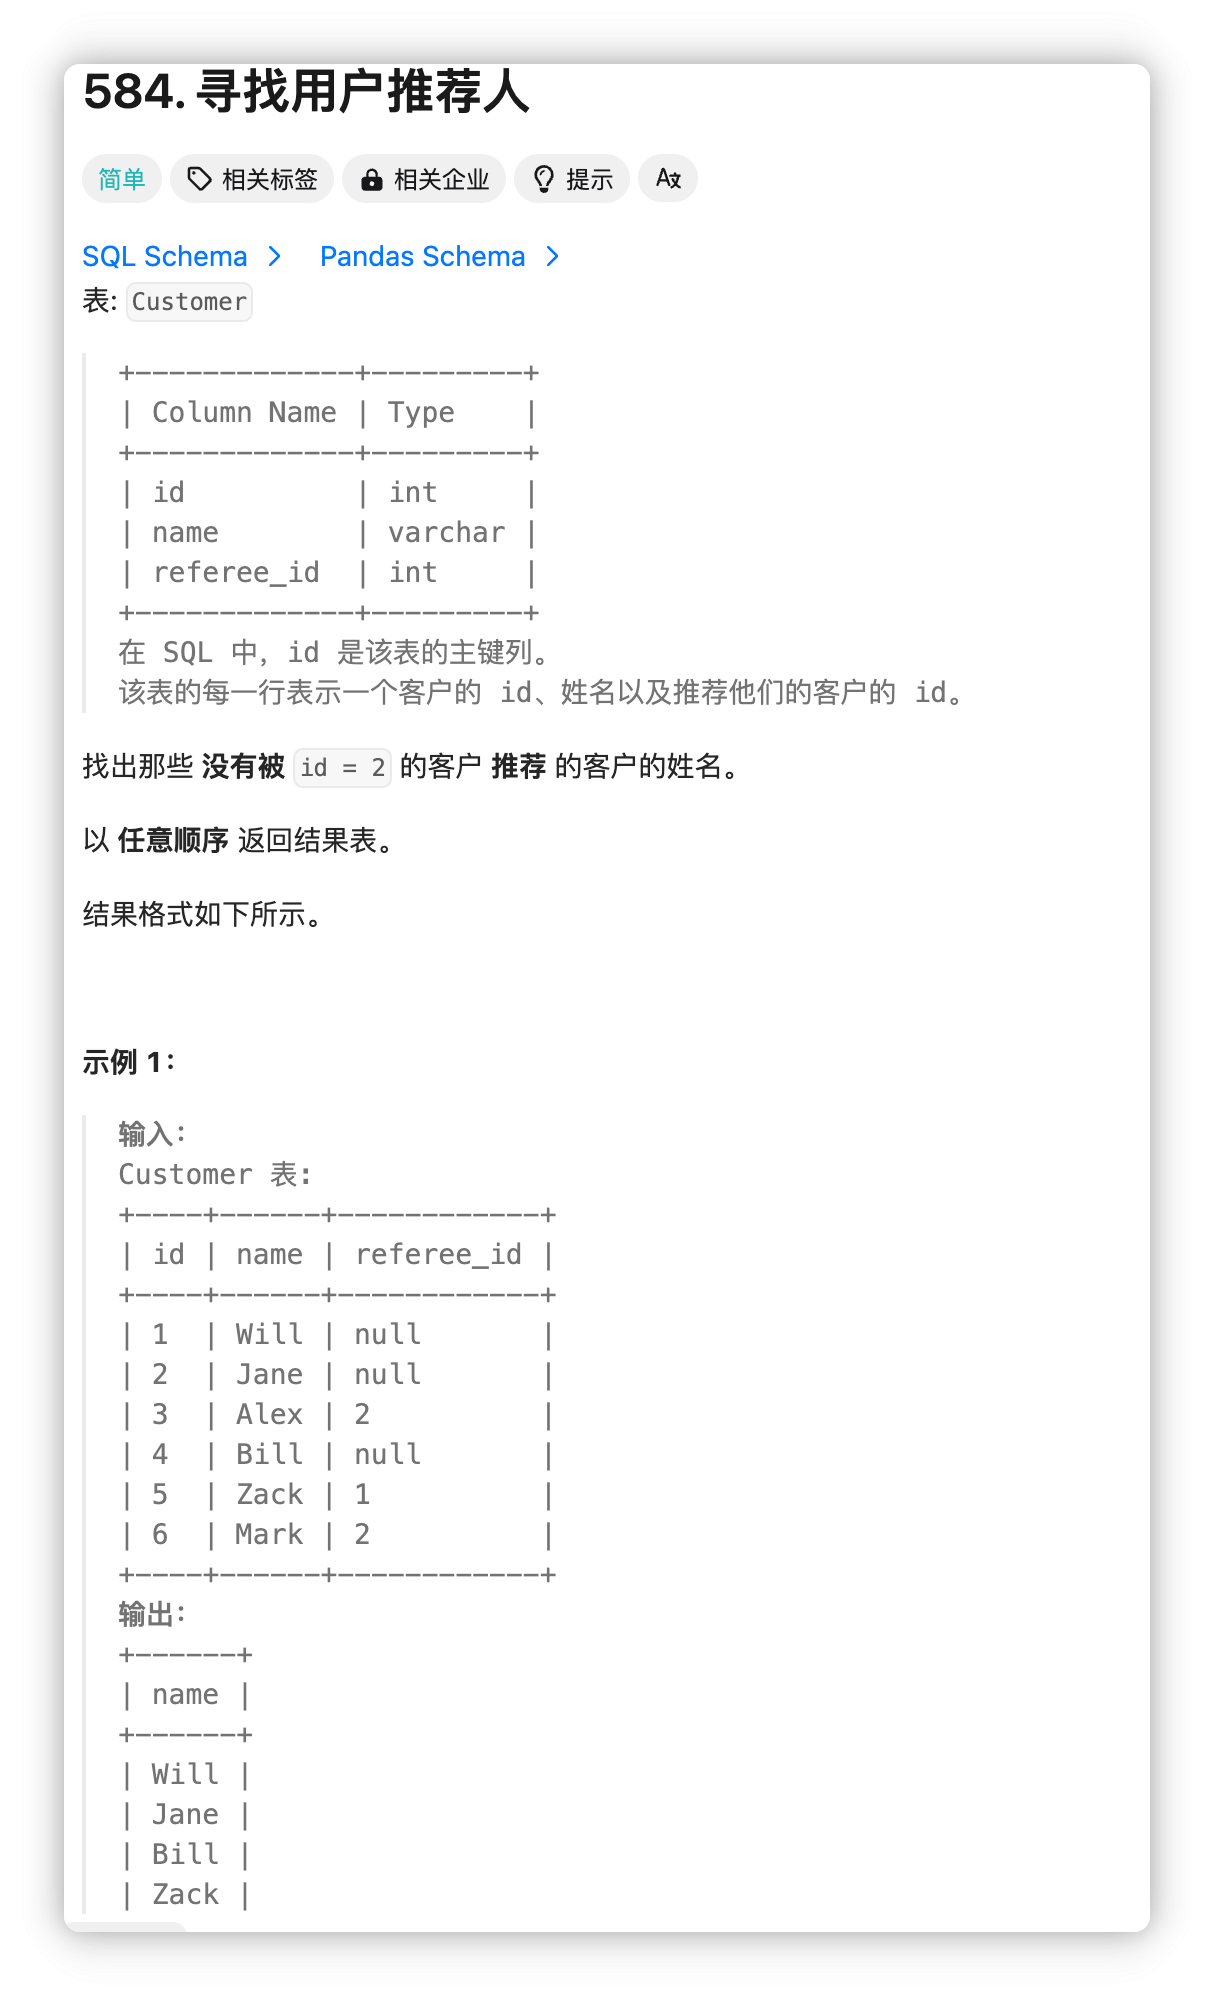 584. 寻找用户推荐人
简单 相关标签 相关企业 提示 A文
SQL Schema > Pandas Schema >
表: Customer
+-------------+---------+
| Column Name | Type    |
+-------------+---------+
| id          | int     |
| name        | varchar |
| referee_id  | int     |
+-------------+---------+
在 SQL 中，id 是该表的主键列。
该表的每一行表示一个客户的 id、姓名以及推荐他们的客户的 id。
找出那些 没有被 id = 2 的客户 推荐 的客户的姓名。
以 任意顺序 返回结果表。
结果格式如下所示。
示例 1：
输入：
Customer 表:
+----+------+------------+
| id | name | referee_id |
+----+------+------------+
| 1  | Will | null       |
| 2  | Jane | null       |
| 3  | Alex | 2          |
| 4  | Bill | null       |
| 5  | Zack | 1          |
| 6  | Mark | 2          |
+----+------+------------+
输出：
+------+
| name |
+------+
| Will |
| Jane |
| Bill |
| Zack |